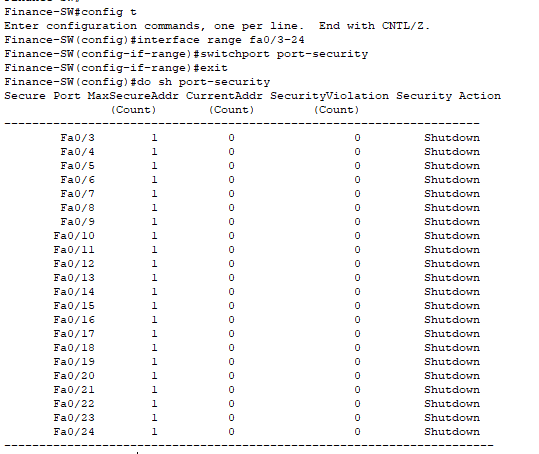 Finance-SW#config t
Enter configuration commands, one per line.  End with CNTL/Z.
Finance-SW(config)#interface range fa0/3-24
Finance-SW(config-if-range)#switchport port-security
Finance-SW(config-if-range)#exit
Finance-SW(config)#do sh port-security
Secure Port MaxSecureAddr CurrentAddr SecurityViolation Security Action
(Count) (Count) (Count)
--------------------------------------------------------------------
Fa0/3 1 0 0 Shutdown
Fa0/4 1 0 0 Shutdown
Fa0/5 1 0 0 Shutdown
Fa0/6 1 0 0 Shutdown
Fa0/7 1 0 0 Shutdown
Fa0/8 1 0 0 Shutdown
Fa0/9 1 0 0 Shutdown
Fa0/10 1 0 0 Shutdown
Fa0/11 1 0 0 Shutdown
Fa0/12 1 0 0 Shutdown
Fa0/13 1 0 0 Shutdown
Fa0/14 1 0 0 Shutdown
Fa0/15 1 0 0 Shutdown
Fa0/16 1 0 0 Shutdown
Fa0/17 1 0 0 Shutdown
Fa0/18 1 0 0 Shutdown
Fa0/19 1 0 0 Shutdown
Fa0/20 1 0 0 Shutdown
Fa0/21 1 0 0 Shutdown
Fa0/22 1 0 0 Shutdown
Fa0/23 1 0 0 Shutdown
Fa0/24 1 0 0 Shutdown
----------------------------------------------------------------------